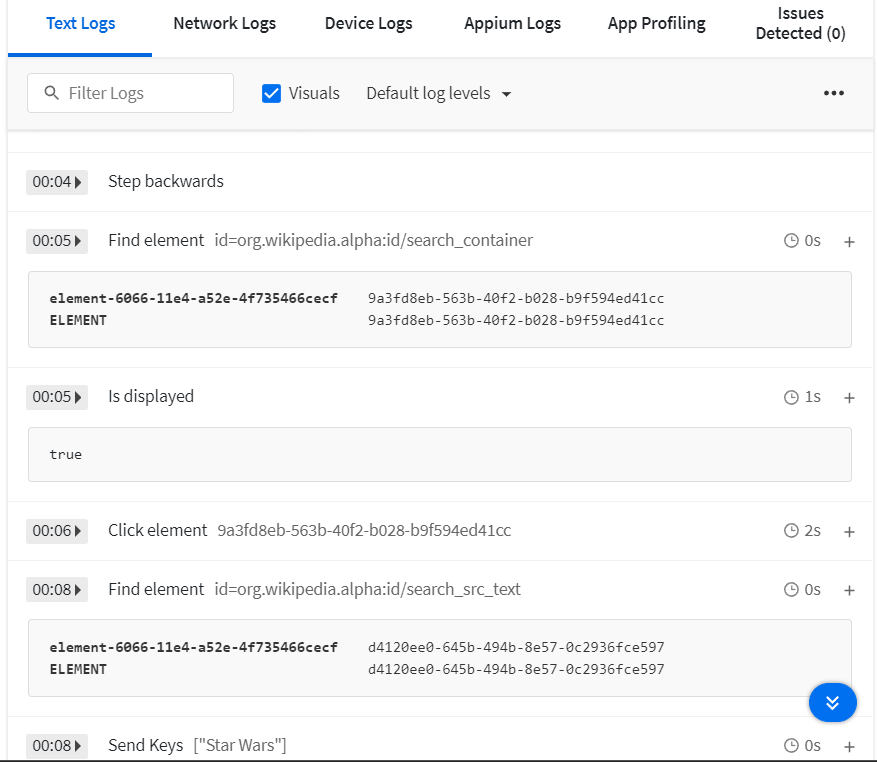 Text Logs Network Logs Device Logs Appium Logs App Profiling Issues
Detected (0)
Filter Logs Visuals Default log levels
00:04 Step backwards
00:05 Find element id=org.wikipedia.alpha:id/search_container 0s +
element-6066-11e4-a52e-4f735466cecf 9a3fd8eb-563b-40f2-b028-b9f594ed41cc
ELEMENT 9a3fd8eb-563b-40f2-b028-b9f594ed41cc
00:05 Is displayed 1s +
true
00:06 Click element 9a3fd8eb-563b-40f2-b028-b9f594ed41cc 2s +
00:08 Find element id=org.wikipedia.alpha:id/search_src_text 0s +
element-6066-11e4-a52e-4f735466cecf d4120ee0-645b-494b-8e57-0c2936fce597
ELEMENT d4120ee0-645b-494b-8e57-0c2936fce597
00:08 Send Keys ["Star Wars"] 0s +